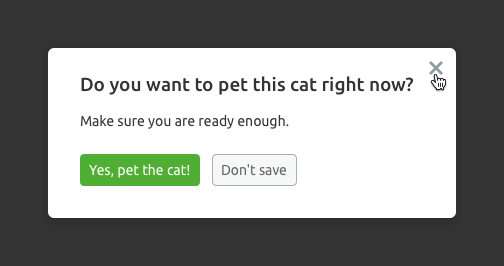 Do you want to pet this cat right now?
Make sure you are ready enough.
Yes, pet the cat!
Don't save